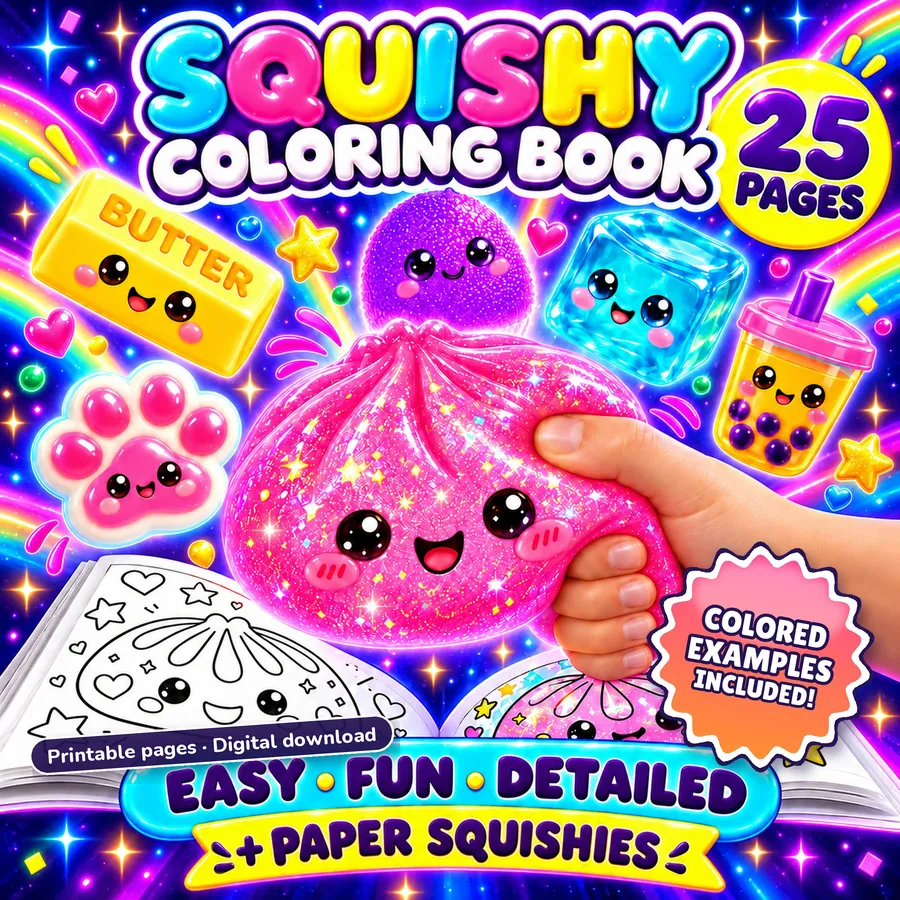 SQUISHY
COLORING BOOK
25
PAGES
BUTTER
COLORED
EXAMPLES
INCLUDED!
Printable pages · Digital download
EASY • FUN • DETAILED
+ PAPER SQUISHIES